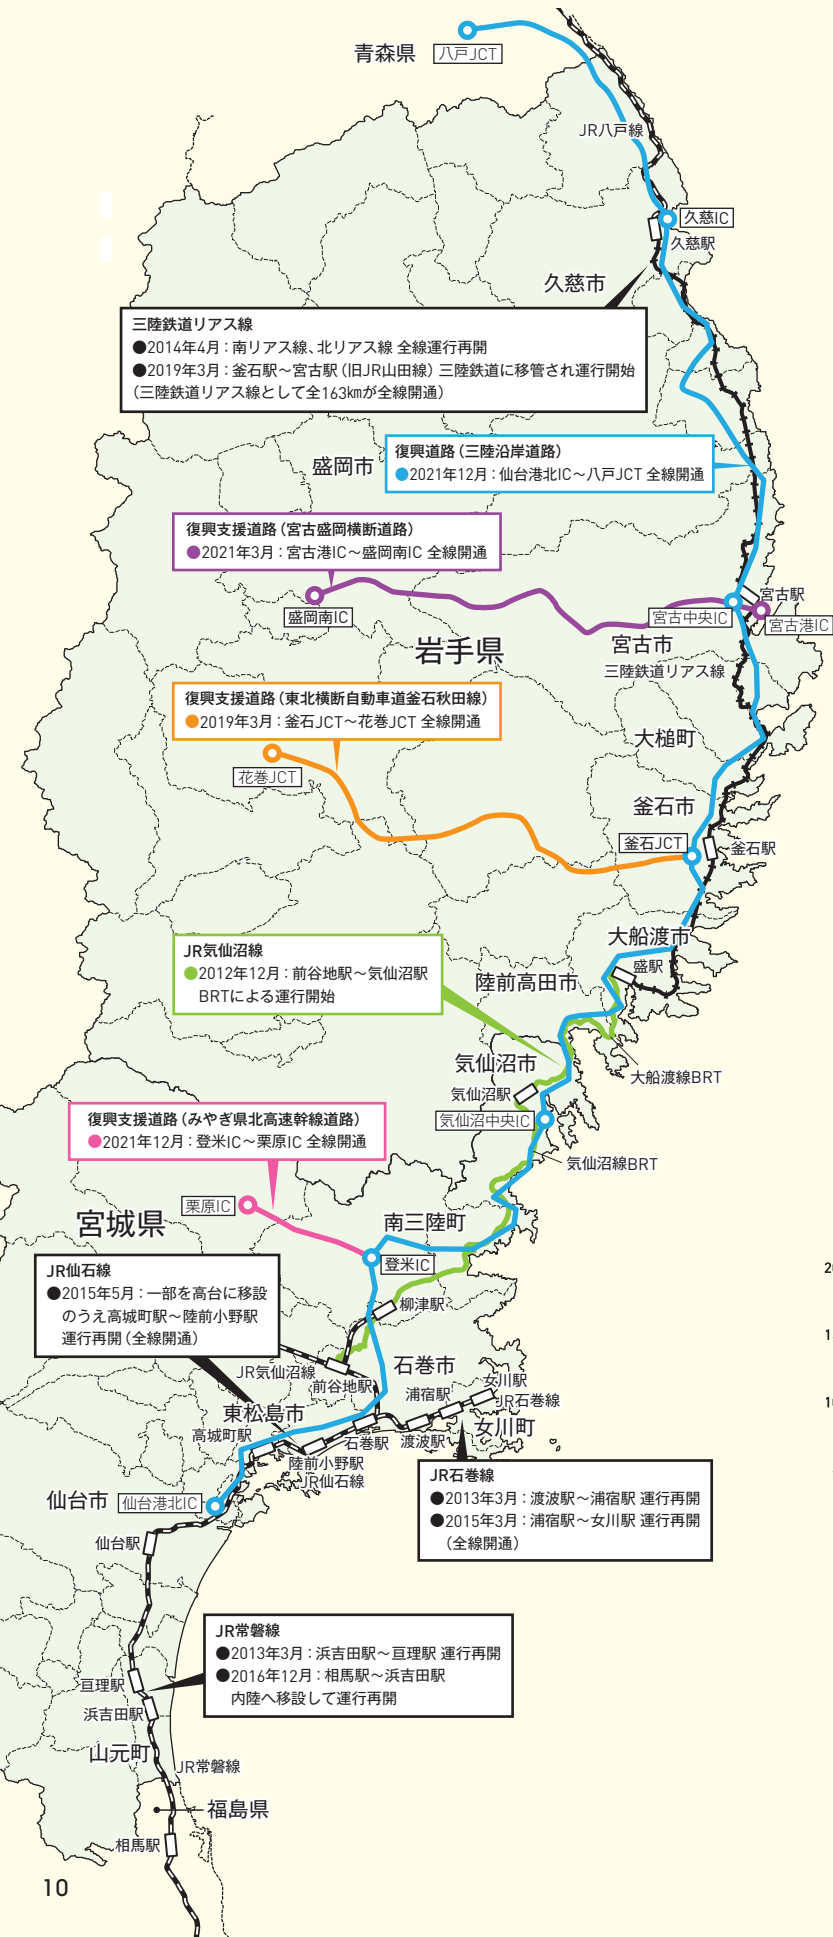 青森県
八戸JCT
JR八戸線
久慈IC
久慈駅
久慈市
三陸鉄道リアス線
●2014年4月：南リアス線、北リアス線 全線運行再開
●2019年3月：釜石駅～宮古駅（旧JR山田線）三陸鉄道に移管され運行開始
（三陸鉄道リアス線として全163kmが全線開通）
盛岡市
復興道路（三陸沿岸道路）
●2021年12月：仙台港北IC～八戸JCT 全線開通
復興支援道路（宮古盛岡横断道路）
●2021年3月：宮古港IC～盛岡南IC 全線開通
盛岡南IC
宮古駅
宮古中央IC
宮古港IC
宮古市
岩手県
三陸鉄道リアス線
復興支援道路（東北横断自動車道釜石秋田線）
●2019年3月：釜石JCT～花巻JCT 全線開通
大槌町
花巻JCT
釜石市
釜石JCT
釜石駅
大船渡市
JR気仙沼線
●2012年12月：前谷地駅～気仙沼駅
BRTによる運行開始
盛駅
陸前高田市
気仙沼市
大船渡線BRT
気仙沼駅
気仙沼中央IC
復興支援道路（みやぎ県北高速幹線道路）
●2021年12月：登米IC～栗原IC 全線開通
気仙沼線BRT
栗原IC
宮城県
南三陸町
登米IC
JR仙石線
●2015年5月：一部を高台に移設
のうえ高城町駅～陸前小野駅
運行再開（全線開通）
柳津駅
JR気仙沼線
前谷地駅
石巻市
女川駅
浦宿駅
JR石巻線
東松島市
女川町
高城町駅
石巻駅
渡波駅
陸前小野駅
JR仙石線
JR石巻線
●2013年3月：渡波駅～浦宿駅 運行再開
●2015年3月：浦宿駅～女川駅 運行再開
（全線開通）
仙台市
仙台港北IC
仙台駅
JR常磐線
●2013年3月：浜吉田駅～亘理駅 運行再開
●2016年12月：相馬駅～浜吉田駅
内陸へ移設して運行再開
亘理駅
浜吉田駅
山元町
JR常磐線
福島県
相馬駅
10